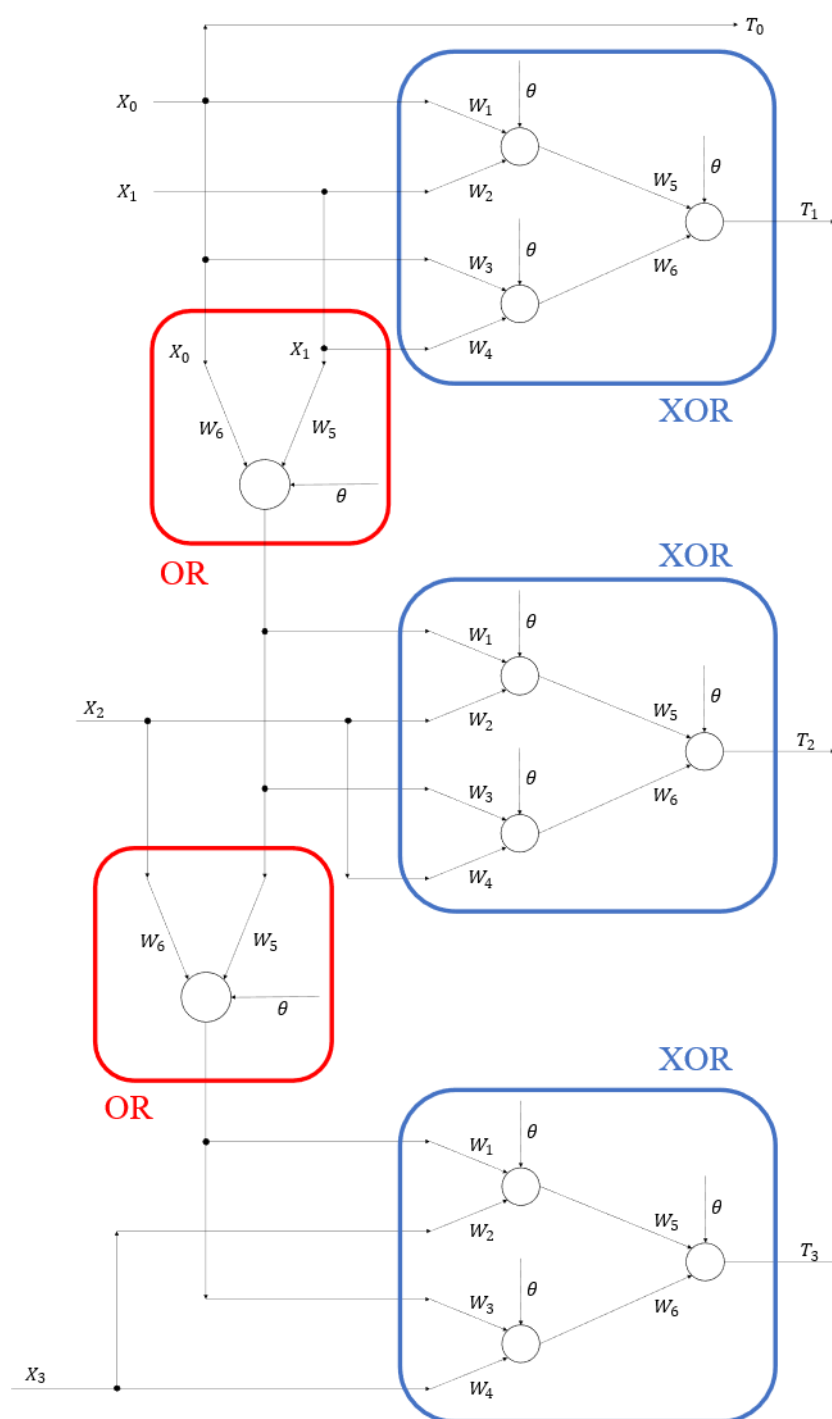 T₀
X₀
W₁
θ
θ
X₁
W₂
W₅
T₁
θ
W₃
W₆
X₀
X₁
W₄
XOR
W₆
W₅
θ
OR
XOR
θ
W₁
θ
X₂
W₂
W₅
T₂
θ
W₃
W₆
W₄
W₆
W₅
θ
XOR
OR
θ
W₁
θ
W₂
W₅
T₃
θ
W₃
W₆
X₃
W₄